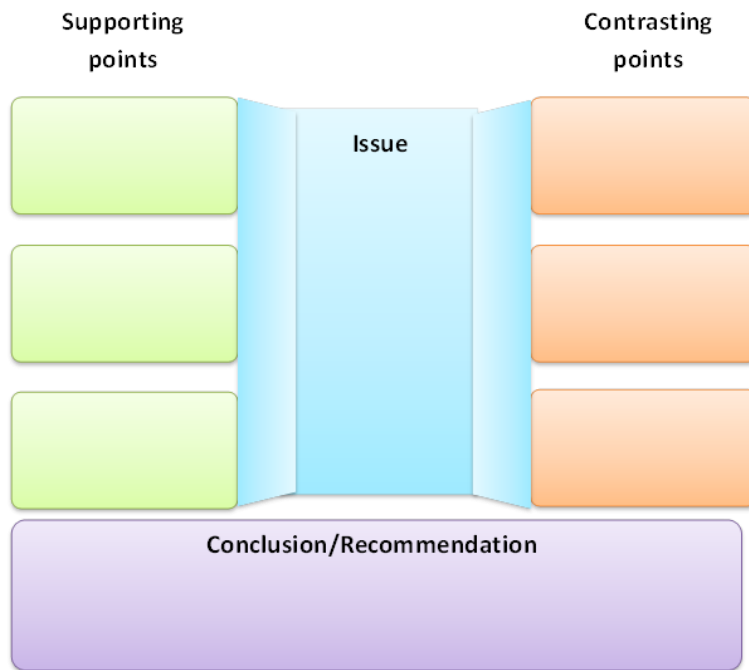 Supporting
points
Contrasting
points
Issue
Conclusion/Recommendation